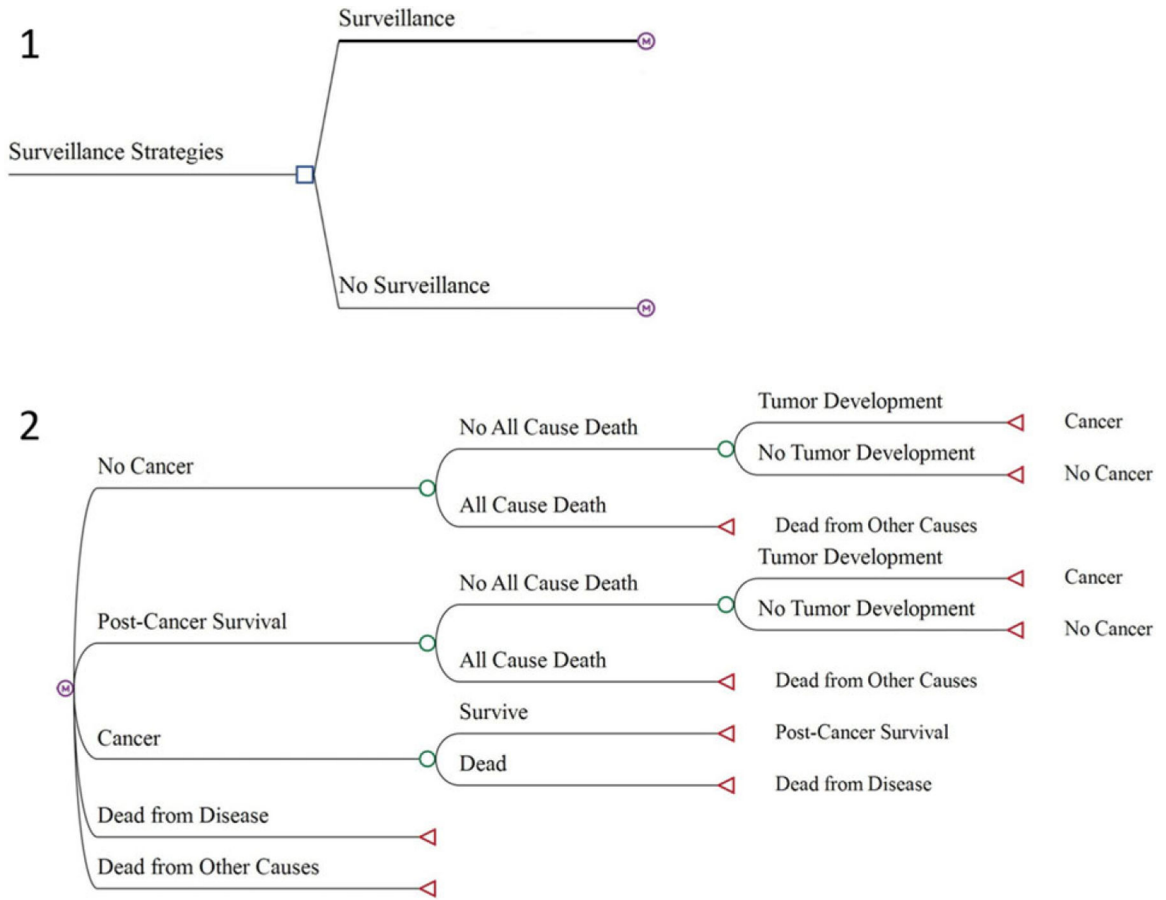 1
Surveillance
M
Surveillance Strategies
No Surveillance
M
2
Tumor Development
Cancer
No All Cause Death
No Tumor Development
No Cancer
No Cancer
All Cause Death
Dead from Other Causes
Tumor Development
Cancer
No All Cause Death
No Tumor Development
No Cancer
Post-Cancer Survival
All Cause Death
Dead from Other Causes
M
Survive
Post-Cancer Survival
Cancer
Dead
Dead from Disease
Dead from Disease
Dead from Other Causes